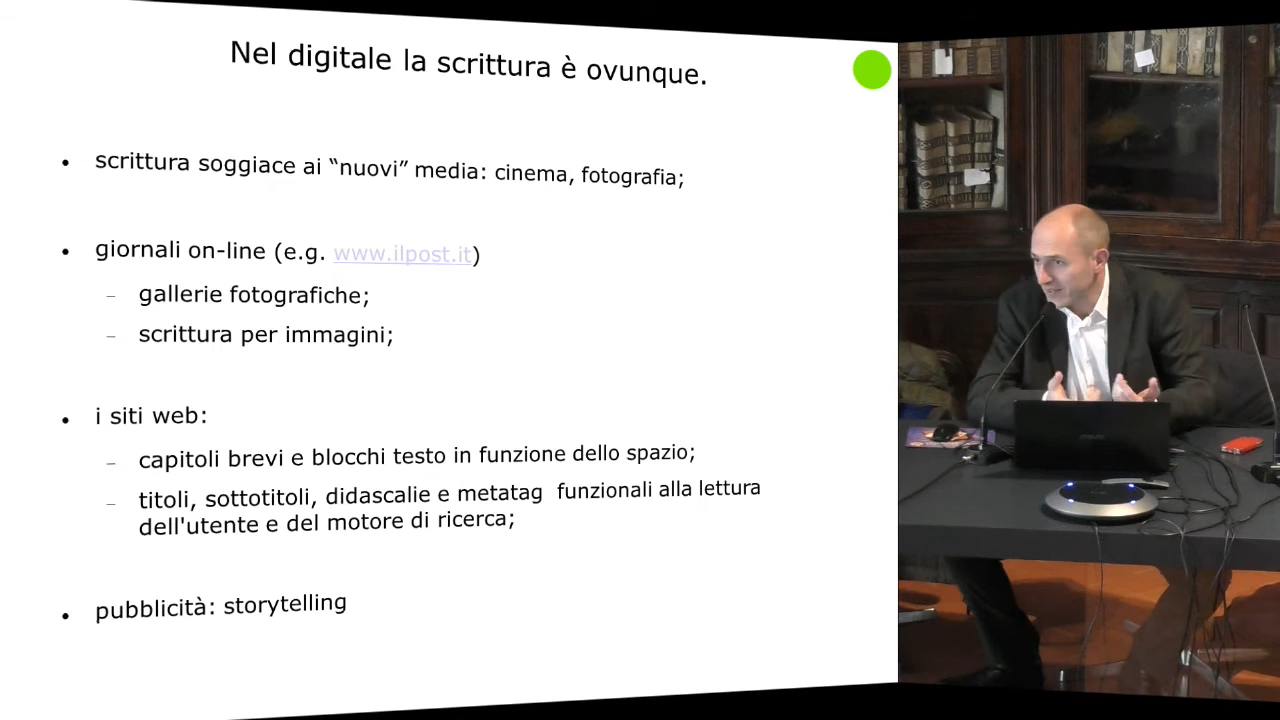 Nel digitale la scrittura è ovunque.
• scrittura soggiace ai “nuovi” media: cinema, fotografia;
• giornali on-line (e.g. www.ilpost.it)
– gallerie fotografiche;
– scrittura per immagini;
• i siti web:
– capitoli brevi e blocchi testo in funzione dello spazio;
– titoli, sottotitoli, didascalie e metatag funzionali alla lettura
dell'utente e del motore di ricerca;
• pubblicità: storytelling